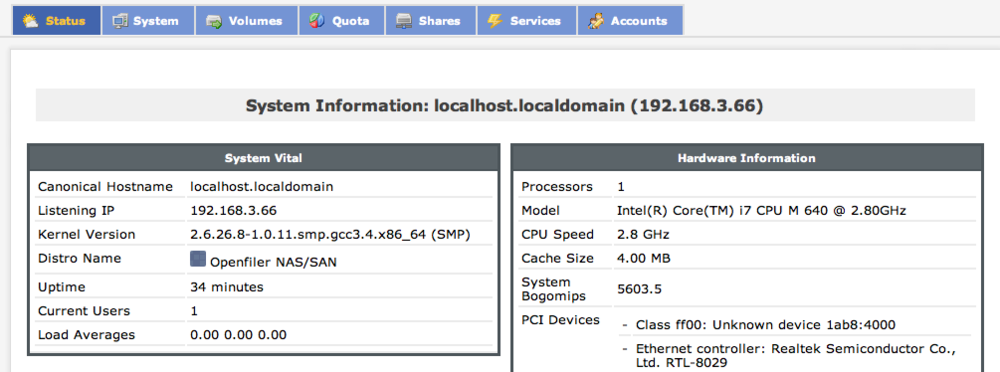 Status System Volumes Quota Shares Services Accounts
System Information: localhost.localdomain (192.168.3.66)
System Vital
Canonical Hostname localhost.localdomain
Listening IP 192.168.3.66
Kernel Version 2.6.26.8-1.0.11.smp.gcc3.4.x86_64 (SMP)
Distro Name Openfiler NAS/SAN
Uptime 34 minutes
Current Users 1
Load Averages 0.00 0.00 0.00
Hardware Information
Processors 1
Model Intel(R) Core(TM) i7 CPU M 640 @ 2.80GHz
CPU Speed 2.8 GHz
Cache Size 4.00 MB
System
Bogomips 5603.5
PCI Devices - Class ff00: Unknown device 1ab8:4000
- Ethernet controller: Realtek Semiconductor Co.,
Ltd. RTL-8029